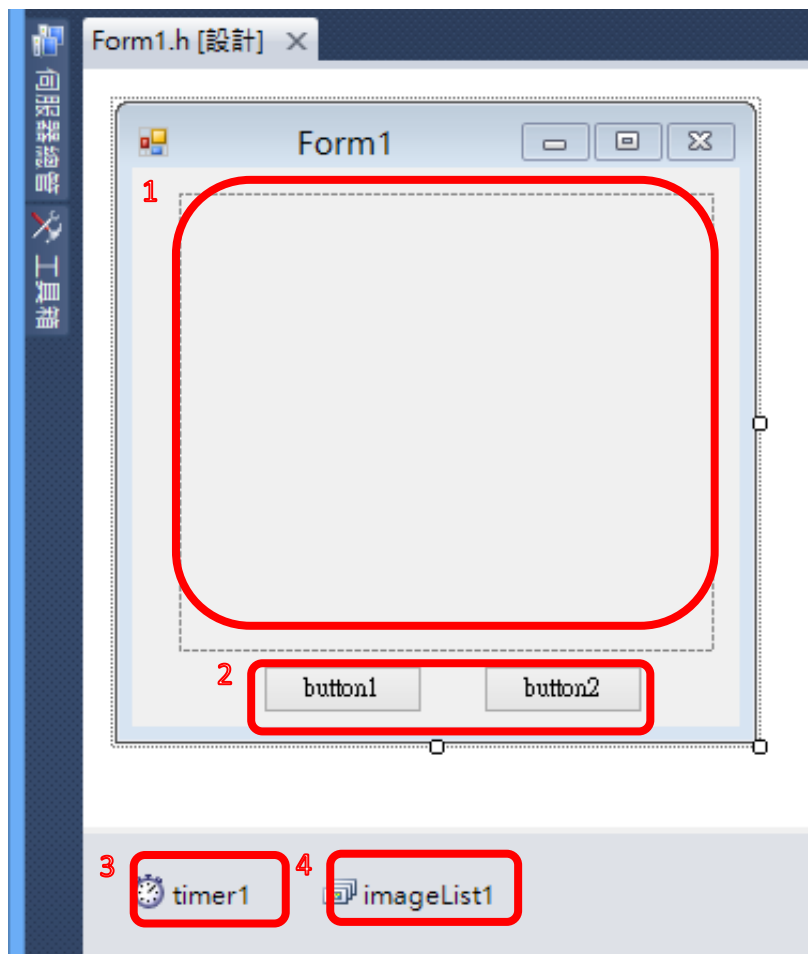 Form1.h [設計]
伺服器總管
工具箱
Form1
1
2
button1
button2
3
timer1
4
imageList1